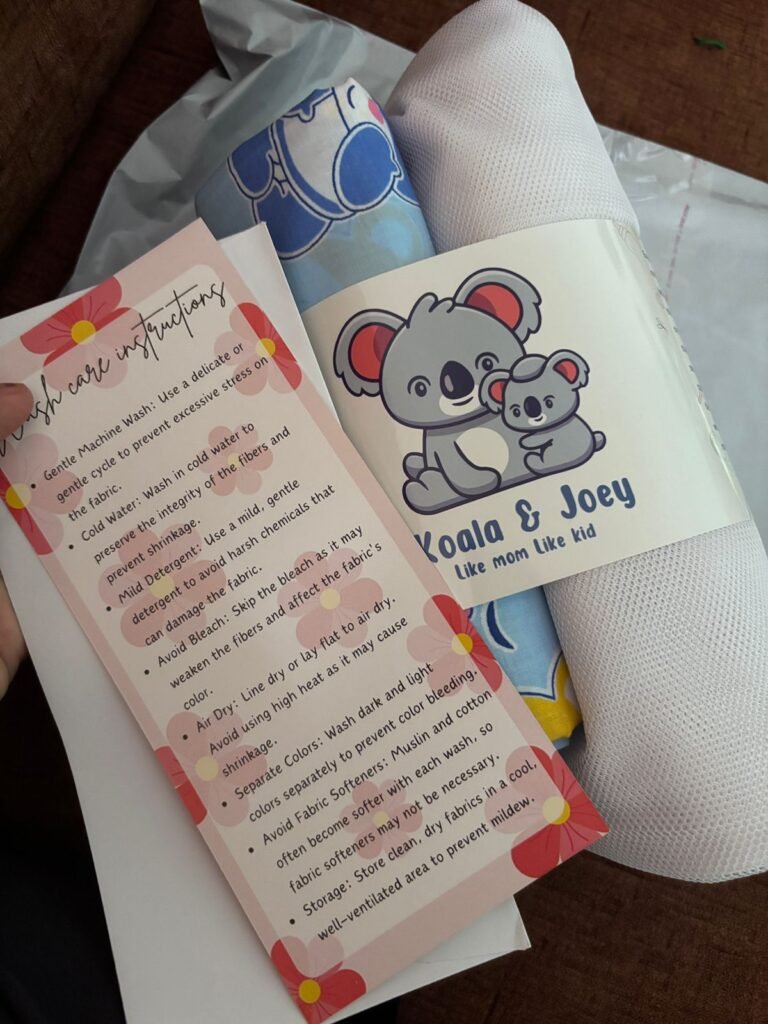 Wash care instructions
• Gentle Machine Wash: Use a delicate or
gentle cycle to prevent excessive stress on
the fabric.
• Cold Water: Wash in cold water to
preserve the integrity of the fibers and
prevent shrinkage.
• Mild Detergent: Use a mild, gentle
detergent to avoid harsh chemicals that
can damage the fabric.
• Avoid Bleach: Skip the bleach as it may
weaken the fibers and affect the fabric's
color.
• Air Dry: Line dry or lay flat to air dry.
Avoid using high heat as it may cause
shrinkage.
• Separate Colors: Wash dark and light
colors separately to prevent color bleeding.
• Avoid Fabric Softeners: Muslin and cotton
often become softer with each wash, so
fabric softeners may not be necessary.
• Storage: Store clean, dry fabrics in a cool,
well-ventilated area to prevent mildew.
Koala & Joey
Like mom Like kid